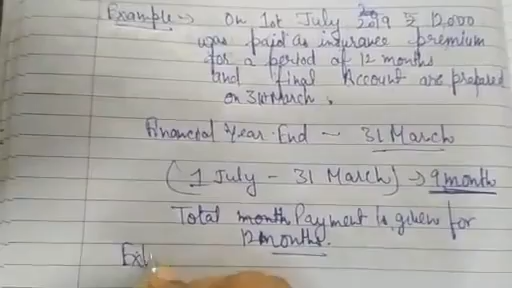 Example → On 1st July 2019 ₹ 12,000
was paid as insurance premium
for a period of 12 months
and final Account are prepared
on 31st March.
Financial Year End ~ 31 March
(1 July - 31 March) → 9 month
Total month Payment is given for
12 months.